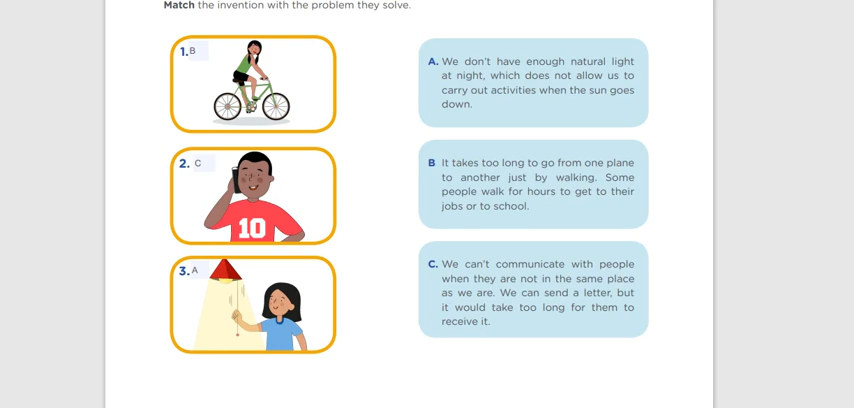 Match the invention with the problem they solve.
1. B
A. We don't have enough natural light
at night, which does not allow us to
carry out activities when the sun goes
down.
2. C
10
B It takes too long to go from one plane
to another just by walking. Some
people walk for hours to get to their
jobs or to school.
3. A
C. We can't communicate with people
when they are not in the same place
as we are. We can send a letter, but
it would take too long for them to
receive it.